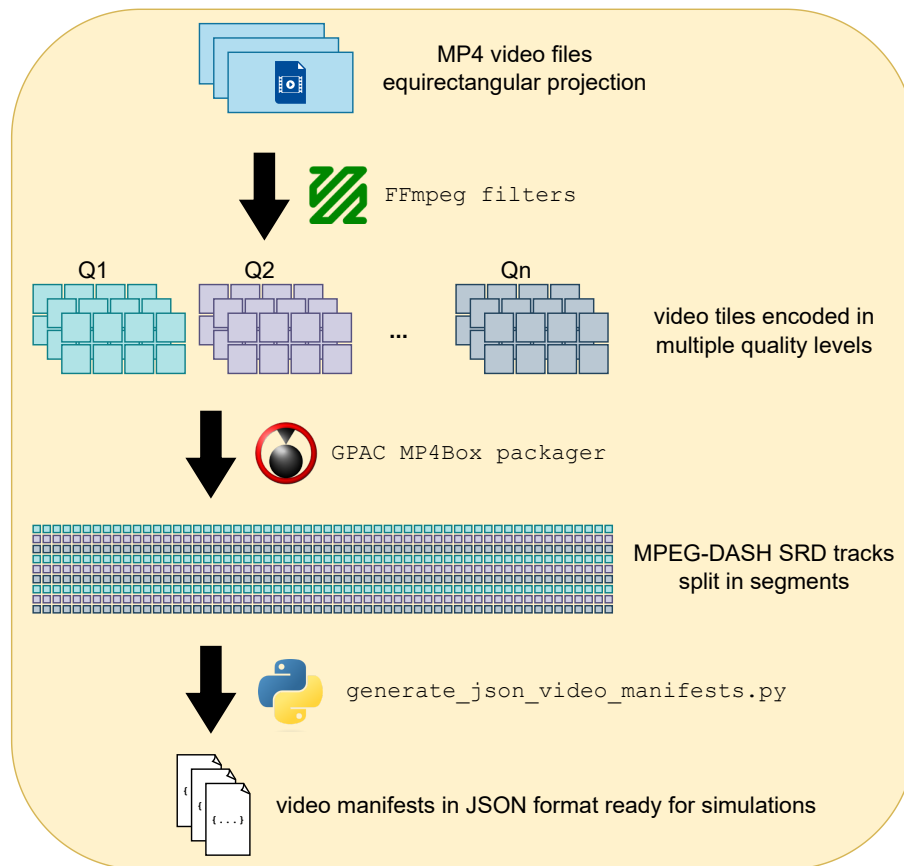 MP4 video files
equirectangular projection
FFmpeg filters
Q1
Q2
Qn
...
video tiles encoded in
multiple quality levels
GPAC MP4Box packager
MPEG-DASH SRD tracks
split in segments
generate_json_video_manifests.py
{
{
{...}
video manifests in JSON format ready for simulations